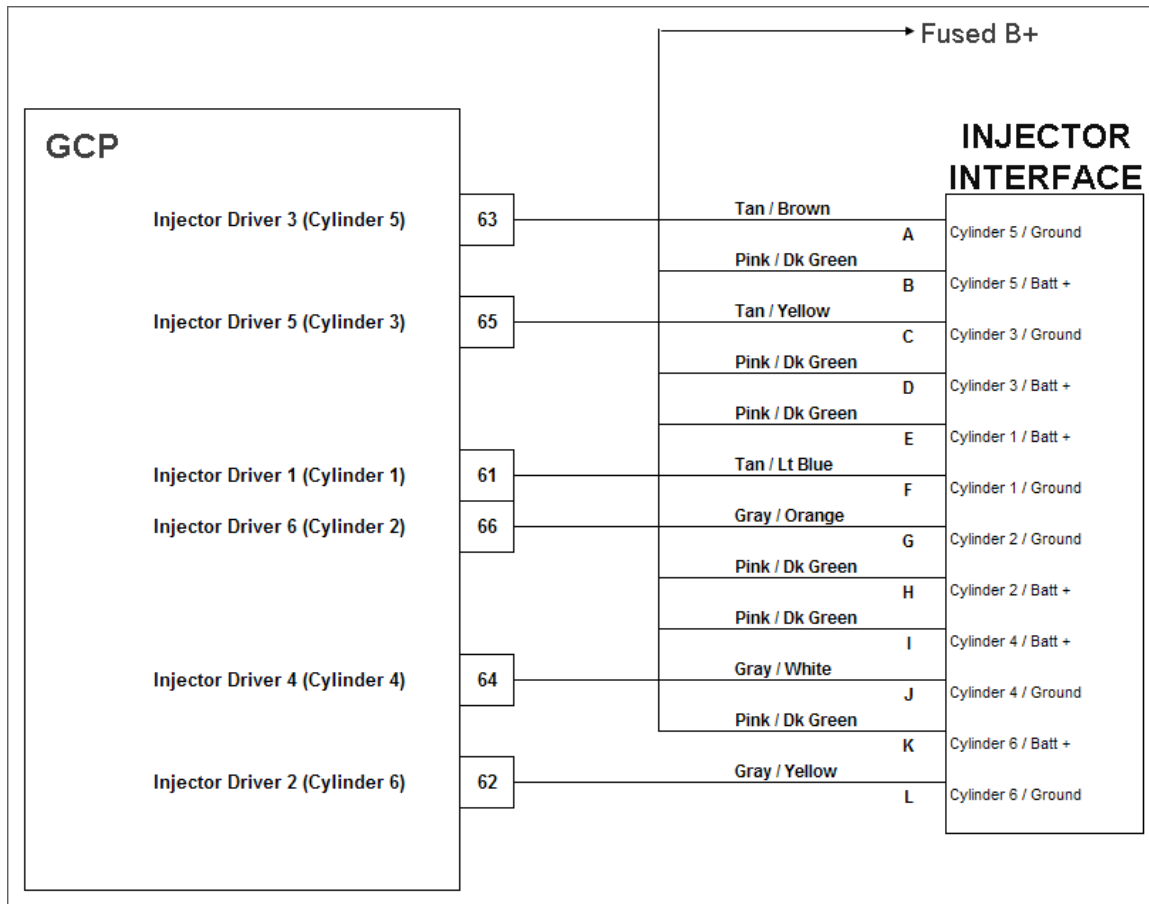 Fused B+
GCP
INJECTOR
INTERFACE
Injector Driver 3 (Cylinder 5)
63
Tan / Brown
A
Cylinder 5 / Ground
Pink / Dk Green
B
Cylinder 5 / Batt +
Injector Driver 5 (Cylinder 3)
65
Tan / Yellow
C
Cylinder 3 / Ground
Pink / Dk Green
D
Cylinder 3 / Batt +
Pink / Dk Green
E
Cylinder 1 / Batt +
Injector Driver 1 (Cylinder 1)
61
Tan / Lt Blue
F
Cylinder 1 / Ground
Injector Driver 6 (Cylinder 2)
66
Gray / Orange
G
Cylinder 2 / Ground
Pink / Dk Green
H
Cylinder 2 / Batt +
Pink / Dk Green
I
Cylinder 4 / Batt +
Injector Driver 4 (Cylinder 4)
64
Gray / White
J
Cylinder 4 / Ground
Pink / Dk Green
K
Cylinder 6 / Batt +
Injector Driver 2 (Cylinder 6)
62
Gray / Yellow
L
Cylinder 6 / Ground